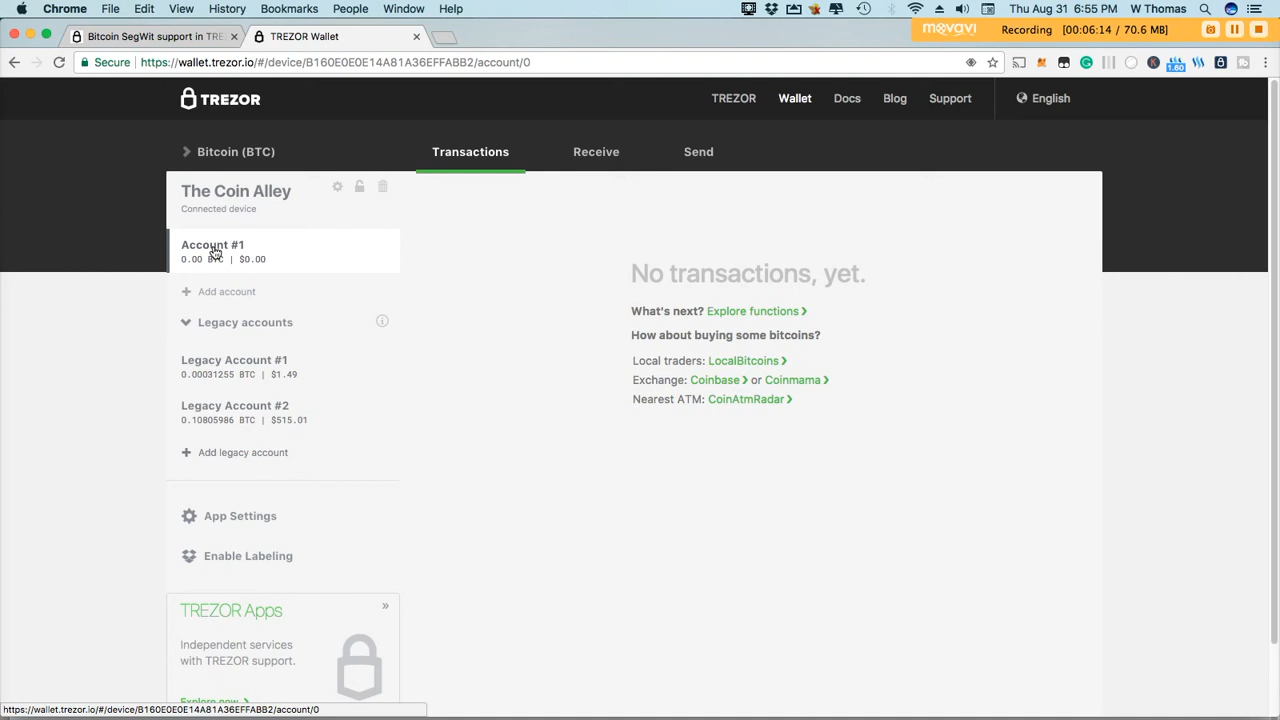 Chrome File Edit View History Bookmarks People Window Help Thu Aug 31 6:55 PM W Thomas
Bitcoin SegWit support in TRE × TREZOR Wallet ×
movavi Recording [00:06:14 / 70.6 MB]
Secure https://wallet.trezor.io/#/device/B160E0E0E14A81A36EFFABB2/account/0
1.60
TREZOR TREZOR Wallet Docs Blog Support English
Bitcoin (BTC) Transactions Receive Send
The Coin Alley
Connected device
Account #1
0.00 BTC | $0.00
+ Add account
Legacy accounts
Legacy Account #1
0.00031255 BTC | $1.49
Legacy Account #2
0.10805986 BTC | $515.01
+ Add legacy account
App Settings
Enable Labeling
TREZOR Apps »
Independent services
with TREZOR support.
Explore now
No transactions, yet.
What's next? Explore functions
How about buying some bitcoins?
Local traders: LocalBitcoins
Exchange: Coinbase or Coinmama
Nearest ATM: CoinAtmRadar
https://wallet.trezor.io/#/device/B160E0E0E14A81A36EFFABB2/account/0